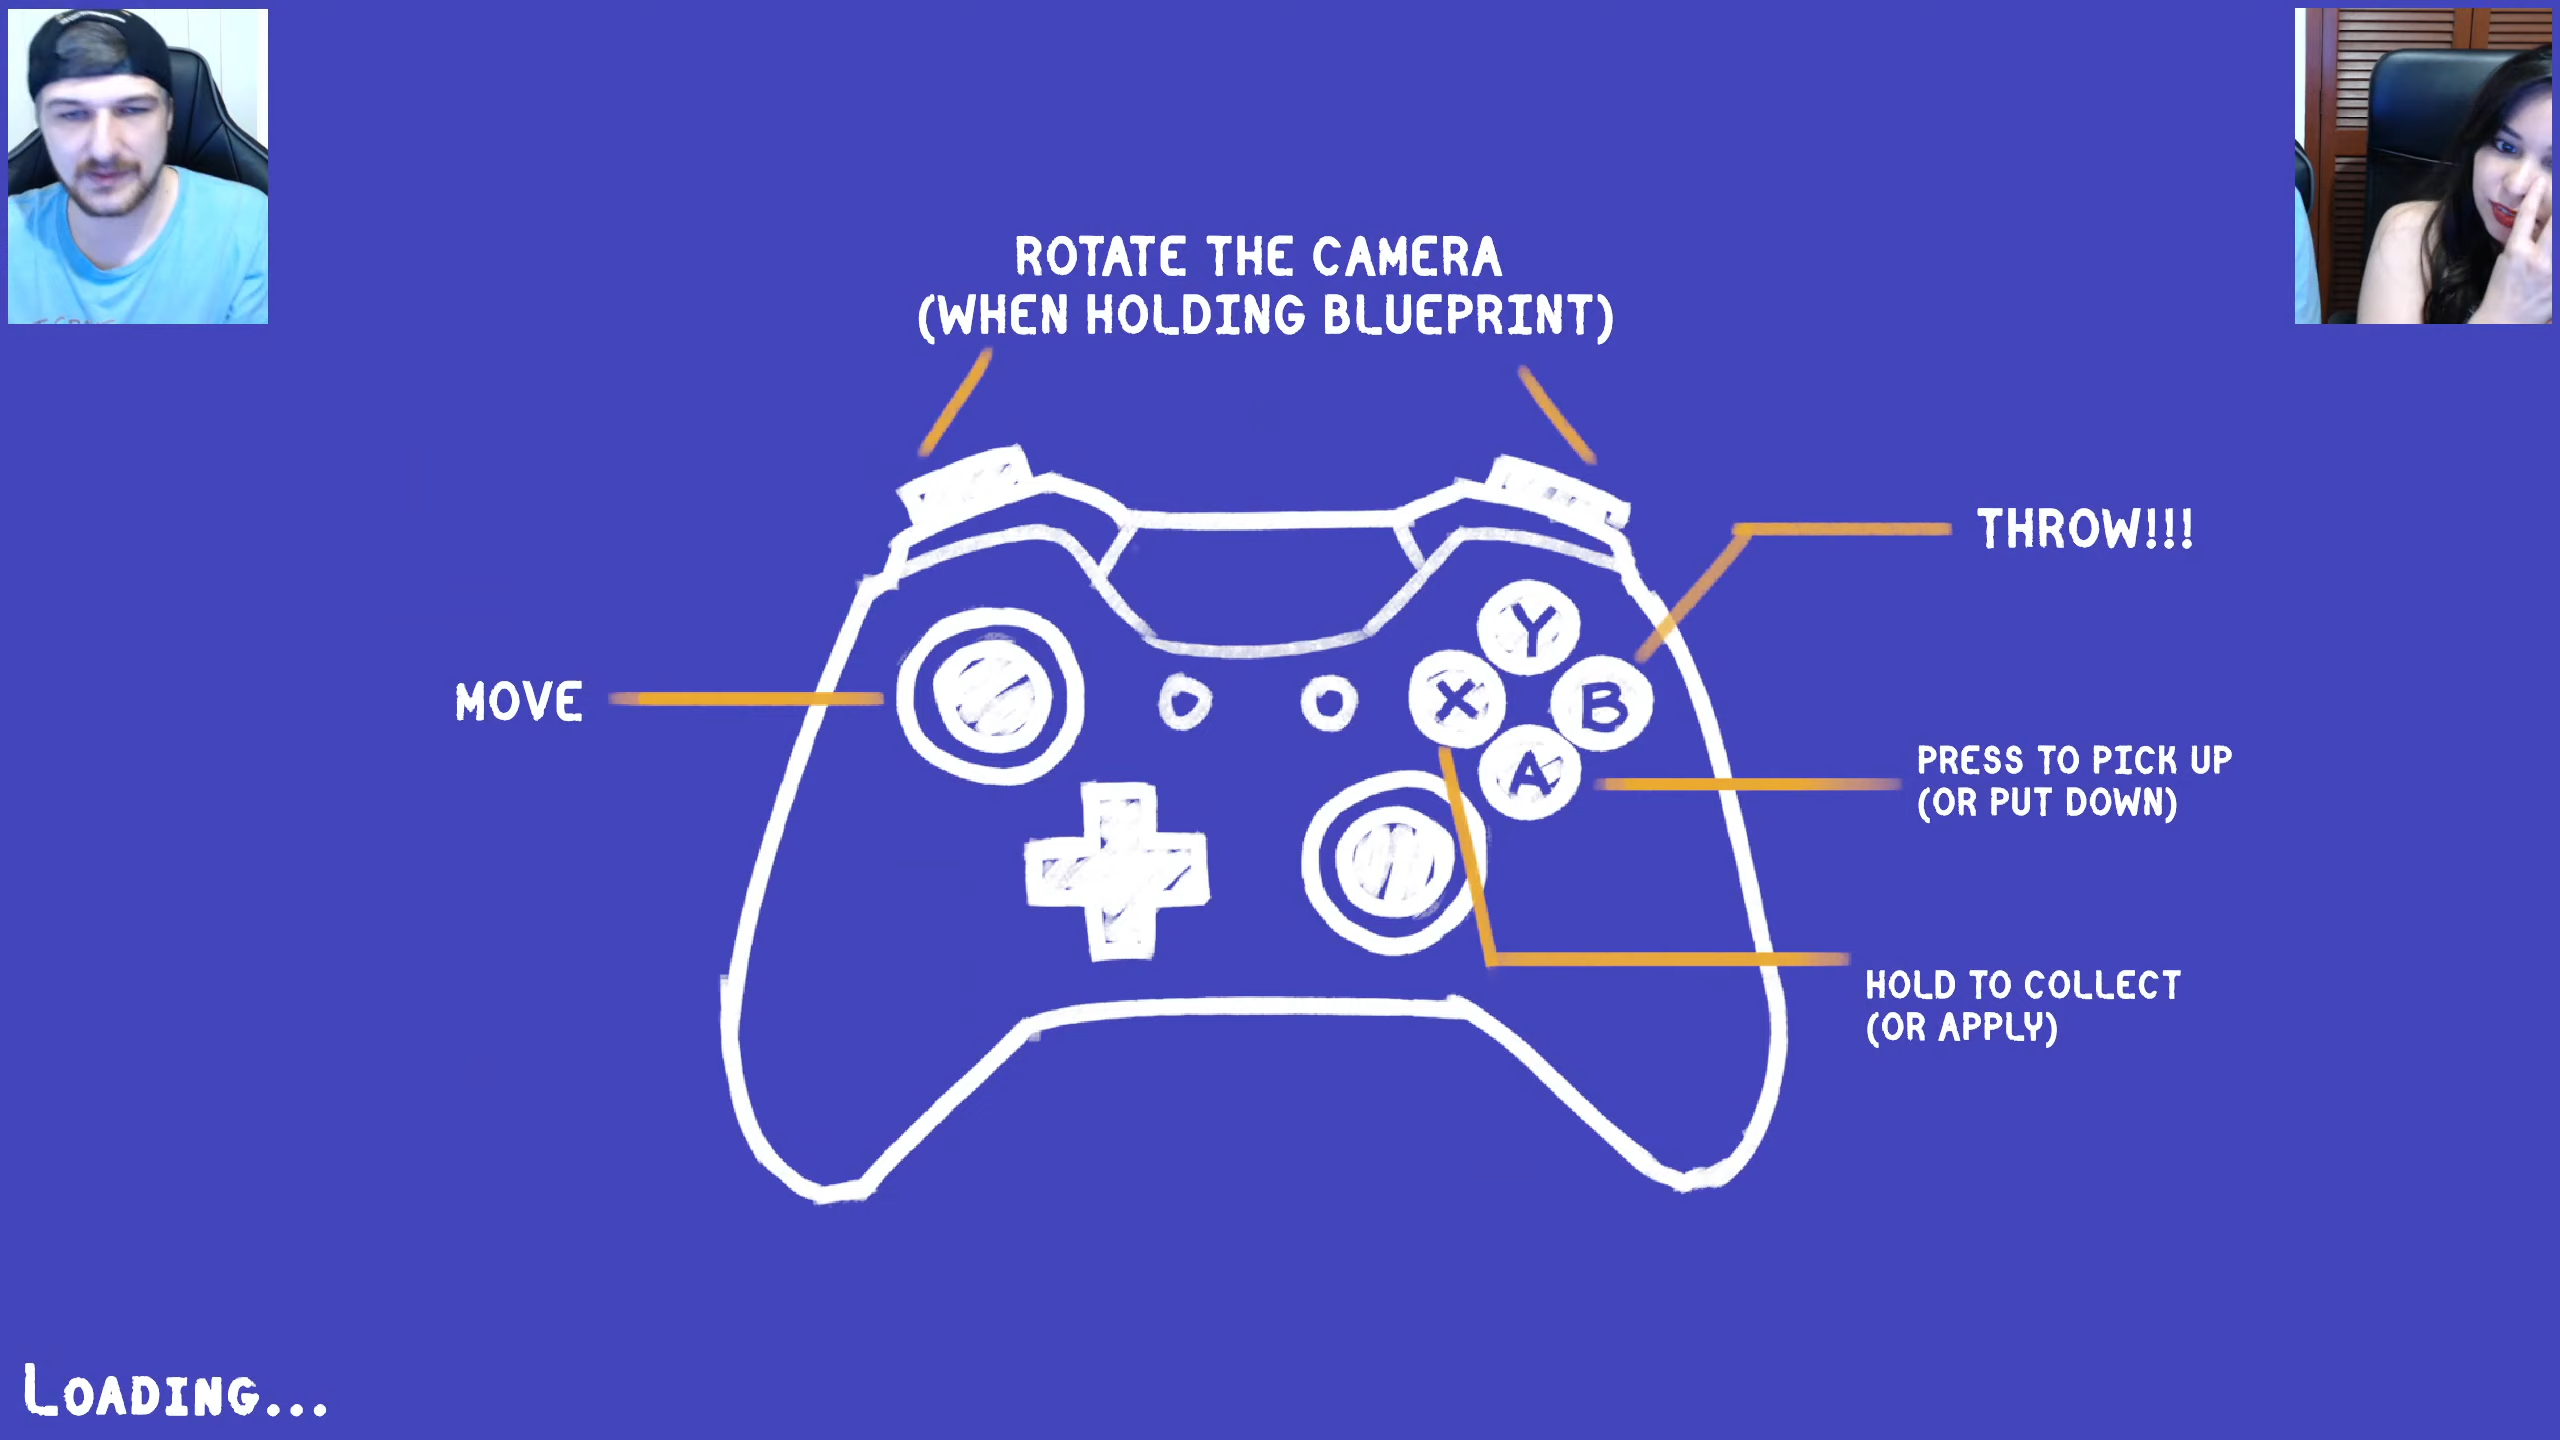 ROTATE THE CAMERA
(WHEN HOLDING BLUEPRINT)
THROW!!!
MOVE
Y
X
B
A
PRESS TO PICK UP
(OR PUT DOWN)
HOLD TO COLLECT
(OR APPLY)
LOADING...